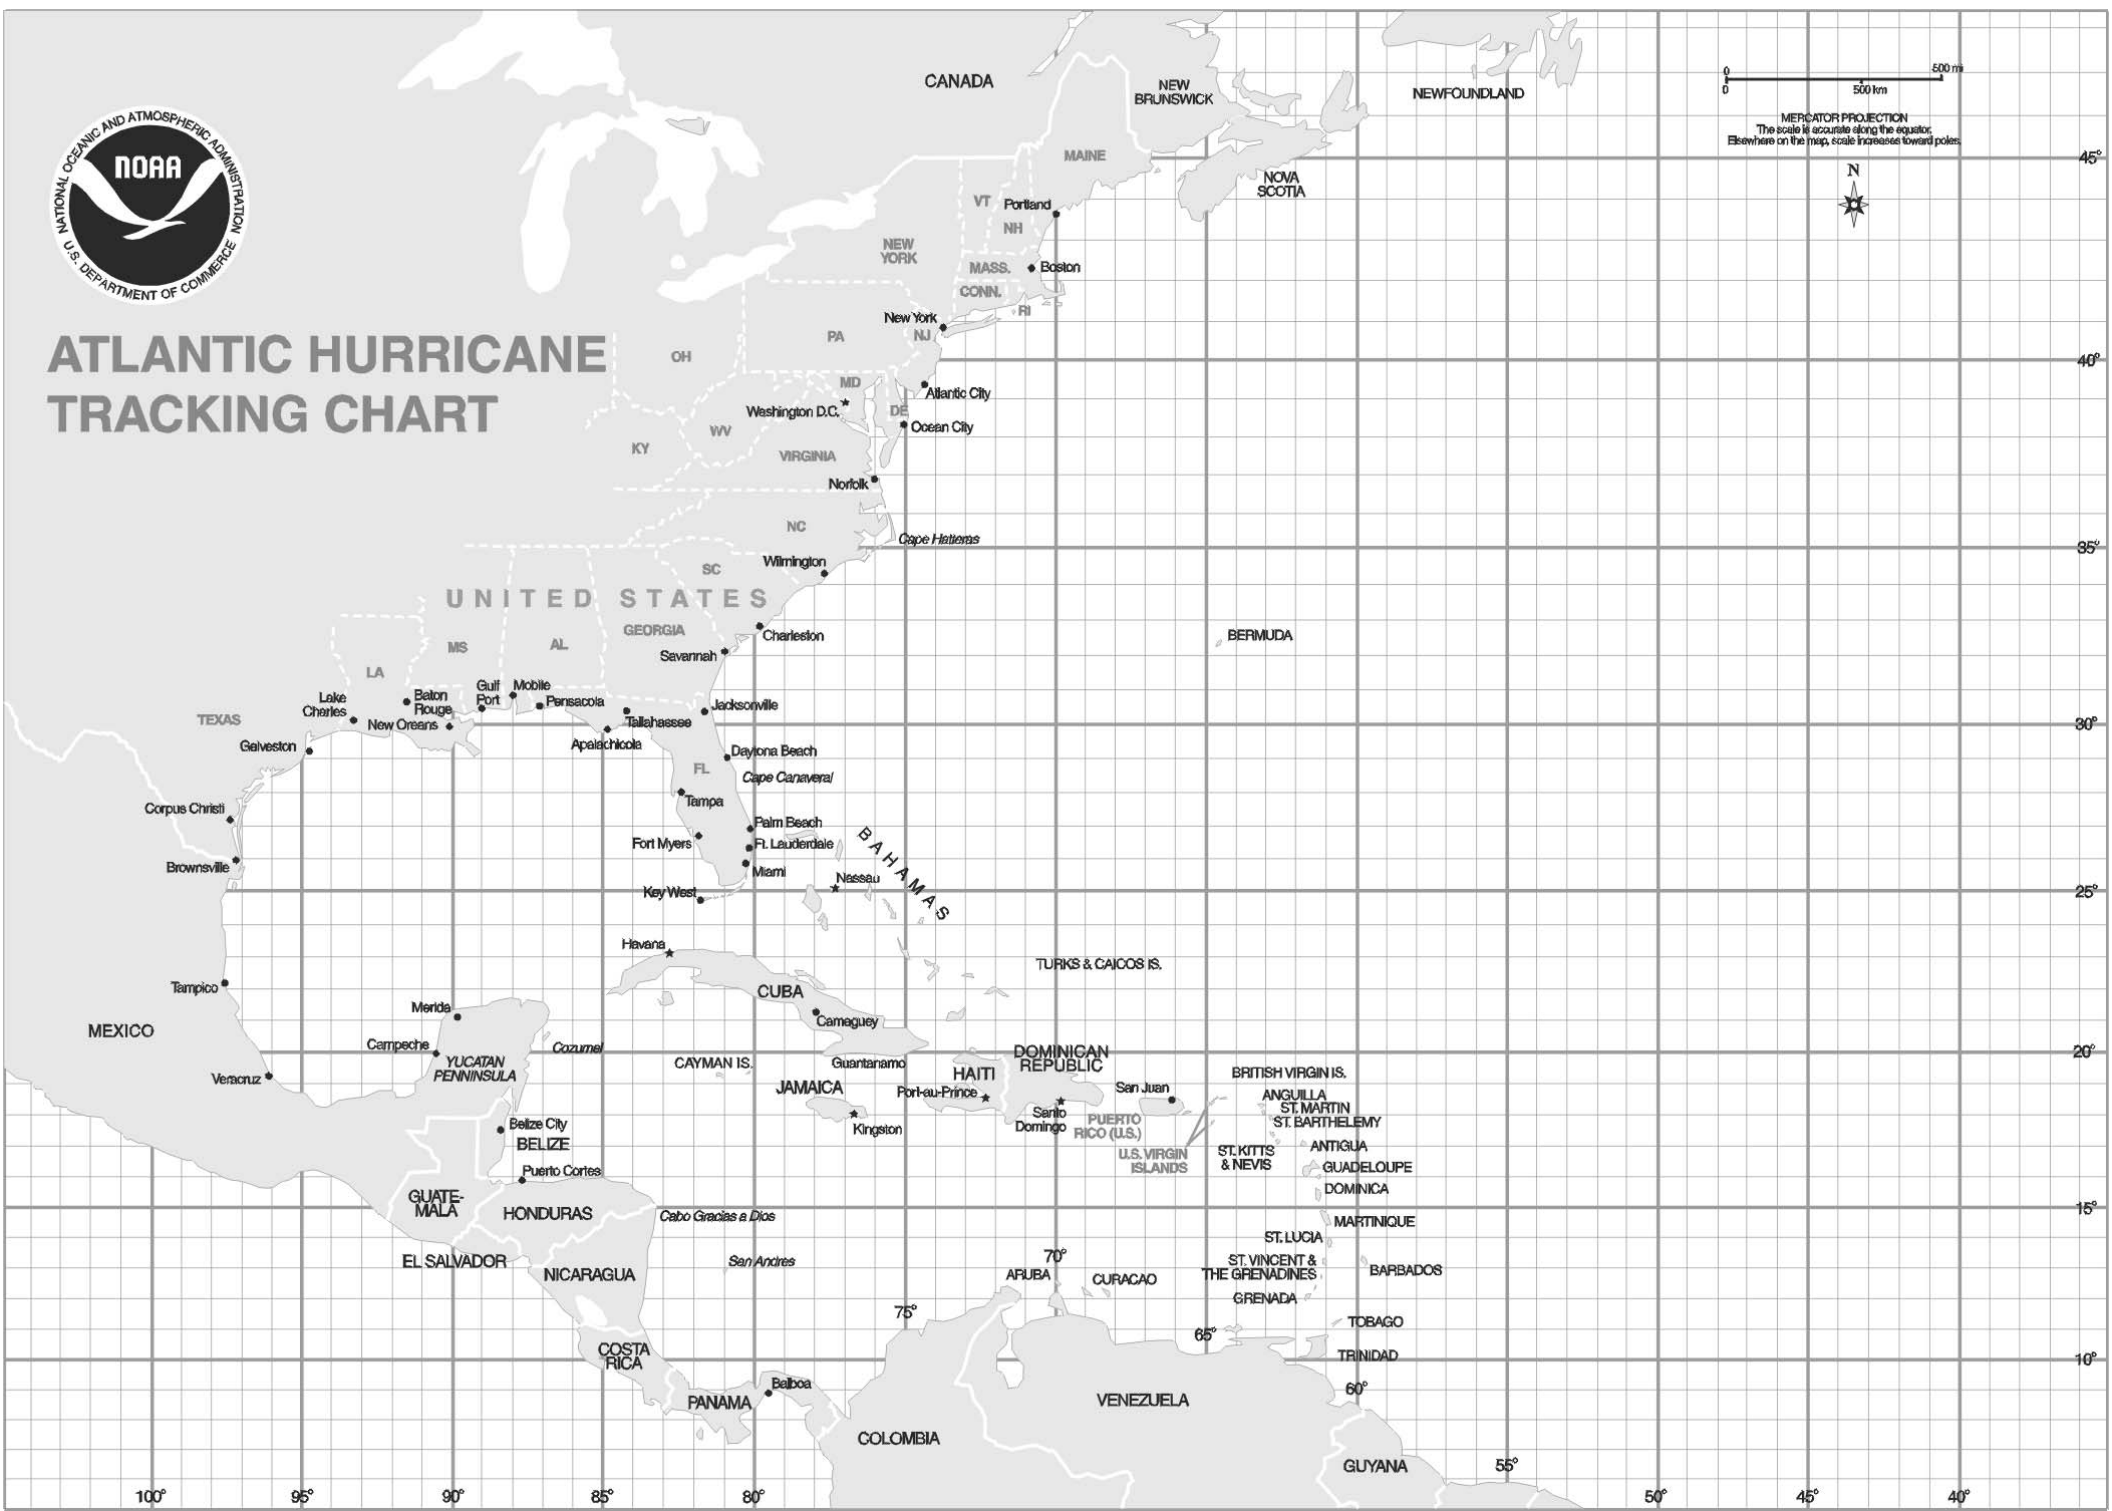 NATIONAL OCEANIC AND ATMOSPHERIC ADMINISTRATION
NOAA
U.S. DEPARTMENT OF COMMERCE
ATLANTIC HURRICANE
TRACKING CHART
CANADA
NEW
BRUNSWICK
NEWFOUNDLAND
0
500 mi
0
500 km
MERCATOR PROJECTION
The scale is accurate along the equator.
Elsewhere on the map, scale increases toward poles.
N
MAINE
45°
NOVA
SCOTIA
VT
Portland
NH
NEW
YORK
MASS.
Boston
CONN.
RI
New York
NJ
PA
OH
40°
MD
Atlantic City
Washington D.C.
DE
Ocean City
WV
KY
VIRGINIA
Norfolk
NC
Cape Hatteras
35°
Wilmington
SC
UNITED STATES
GEORGIA
Charleston
BERMUDA
MS
AL
Savannah
LA
Lake
Charles
Baton
Rouge
Gulf
Port
Mobile
Pensacola
Jacksonville
TEXAS
New Oreans
Tallahassee
30°
Galveston
Apalachicola
Daytona Beach
FL
Cape Canaveral
Tampa
Corpus Christi
Palm Beach
Fort Myers
Ft. Lauderdale
BAHAMAS
Brownsville
Miami
Nassau
Key West
25°
Havana
TURKS & CAICOS IS.
Tampico
CUBA
Merida
Camaguey
MEXICO
Campeche
Cozumel
YUCATAN
PENNINSULA
CAYMAN IS.
Guantanamo
DOMINICAN
REPUBLIC
20°
Veracruz
HAITI
BRITISH VIRGIN IS.
JAMAICA
Port-au-Prince
San Juan
ANGUILLA
ST. MARTIN
Kingston
Santo
Domingo
PUERTO
RICO (U.S.)
ST. BARTHELEMY
Belize City
BELIZE
U.S. VIRGIN
ISLANDS
ST. KITTS
& NEVIS
ANTIGUA
Puerto Cortes
GUADELOUPE
DOMINICA
GUATE-
MALA
HONDURAS
Cabo Gracias a Dios
15°
MARTINIQUE
ST. LUCIA
EL SALVADOR
NICARAGUA
San Andres
70°
ARUBA
CURACAO
ST. VINCENT &
THE GRENADINES
BARBADOS
GRENADA
75°
TOBAGO
65°
COSTA
RICA
TRINIDAD
10°
Balboa
60°
PANAMA
VENEZUELA
COLOMBIA
GUYANA
55°
100°
95°
90°
85°
80°
50°
45°
40°